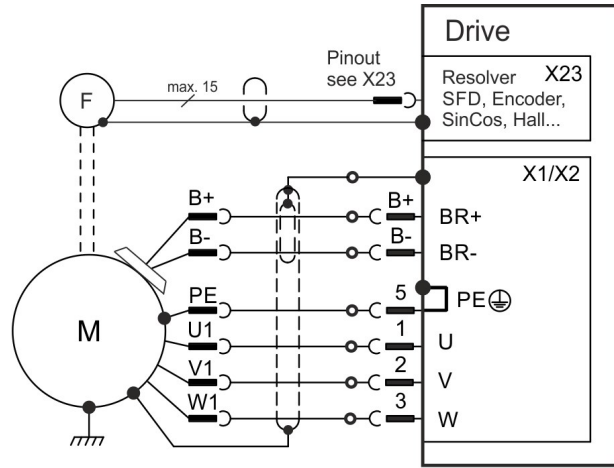 Drive
Pinout
see X23
F
max. 15
Resolver X23
SFD, Encoder,
SinCos, Hall...
X1/X2
B+ B+ BR+
B- B- BR-
PE 5 PE
M
U1 1 U
V1 2 V
W1 3 W